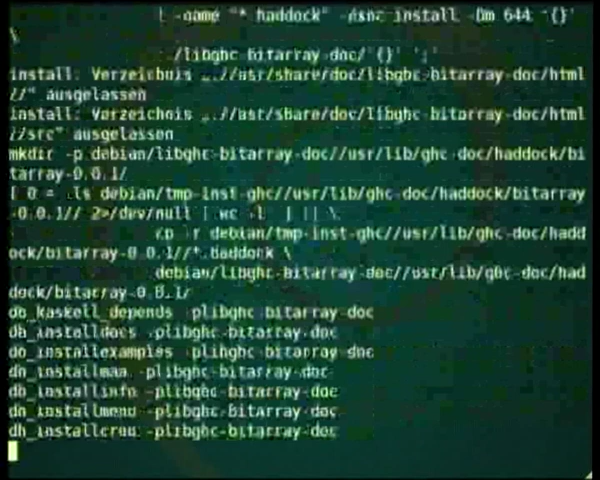 -name "*.haddock" -exec install -Dm 644 '{}'
\
/libghc-bitarray-doc/'{}' ';'
install: Verzeichnis ".//usr/share/doc/libghc-bitarray-doc/html
//" ausgelassen
install: Verzeichnis ".//usr/share/doc/libghc-bitarray-doc/html
//src" ausgelassen
mkdir -p debian/libghc-bitarray-doc//usr/lib/ghc-doc/haddock/bi
tarray-0.0.1/
[ 0 = `ls debian/tmp-inst-ghc//usr/lib/ghc-doc/haddock/bitarray
-0.0.1// 2>/dev/null | wc -l` ] || \
cp -r debian/tmp-inst-ghc//usr/lib/ghc-doc/hadd
ock/bitarray-0.0.1//*.haddock \
debian/libghc-bitarray-doc//usr/lib/ghc-doc/had
dock/bitarray-0.0.1/
dh_haskell_depends -plibghc-bitarray-doc
dh_installdocs -plibghc-bitarray-doc
dh_installexamples -plibghc-bitarray-doc
dh_installman -plibghc-bitarray-doc
dh_installinfo -plibghc-bitarray-doc
dh_installmenu -plibghc-bitarray-doc
dh_installcron -plibghc-bitarray-doc